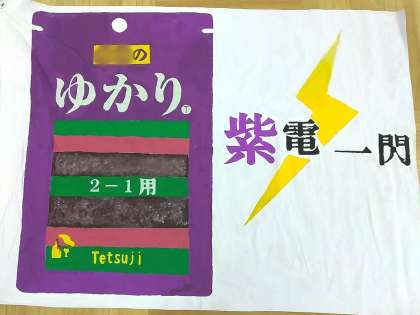 の
ゆかり
T
2-1用
Tetsuji
紫電一閃